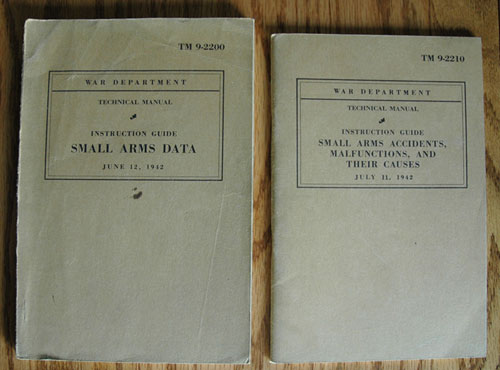 TM 9-2200
WAR DEPARTMENT
TECHNICAL MANUAL
INSTRUCTION GUIDE
SMALL ARMS DATA
JUNE 12, 1942
TM 9-2210
WAR DEPARTMENT
TECHNICAL MANUAL
INSTRUCTION GUIDE
SMALL ARMS ACCIDENTS,
MALFUNCTIONS, AND
THEIR CAUSES
JULY 11, 1942